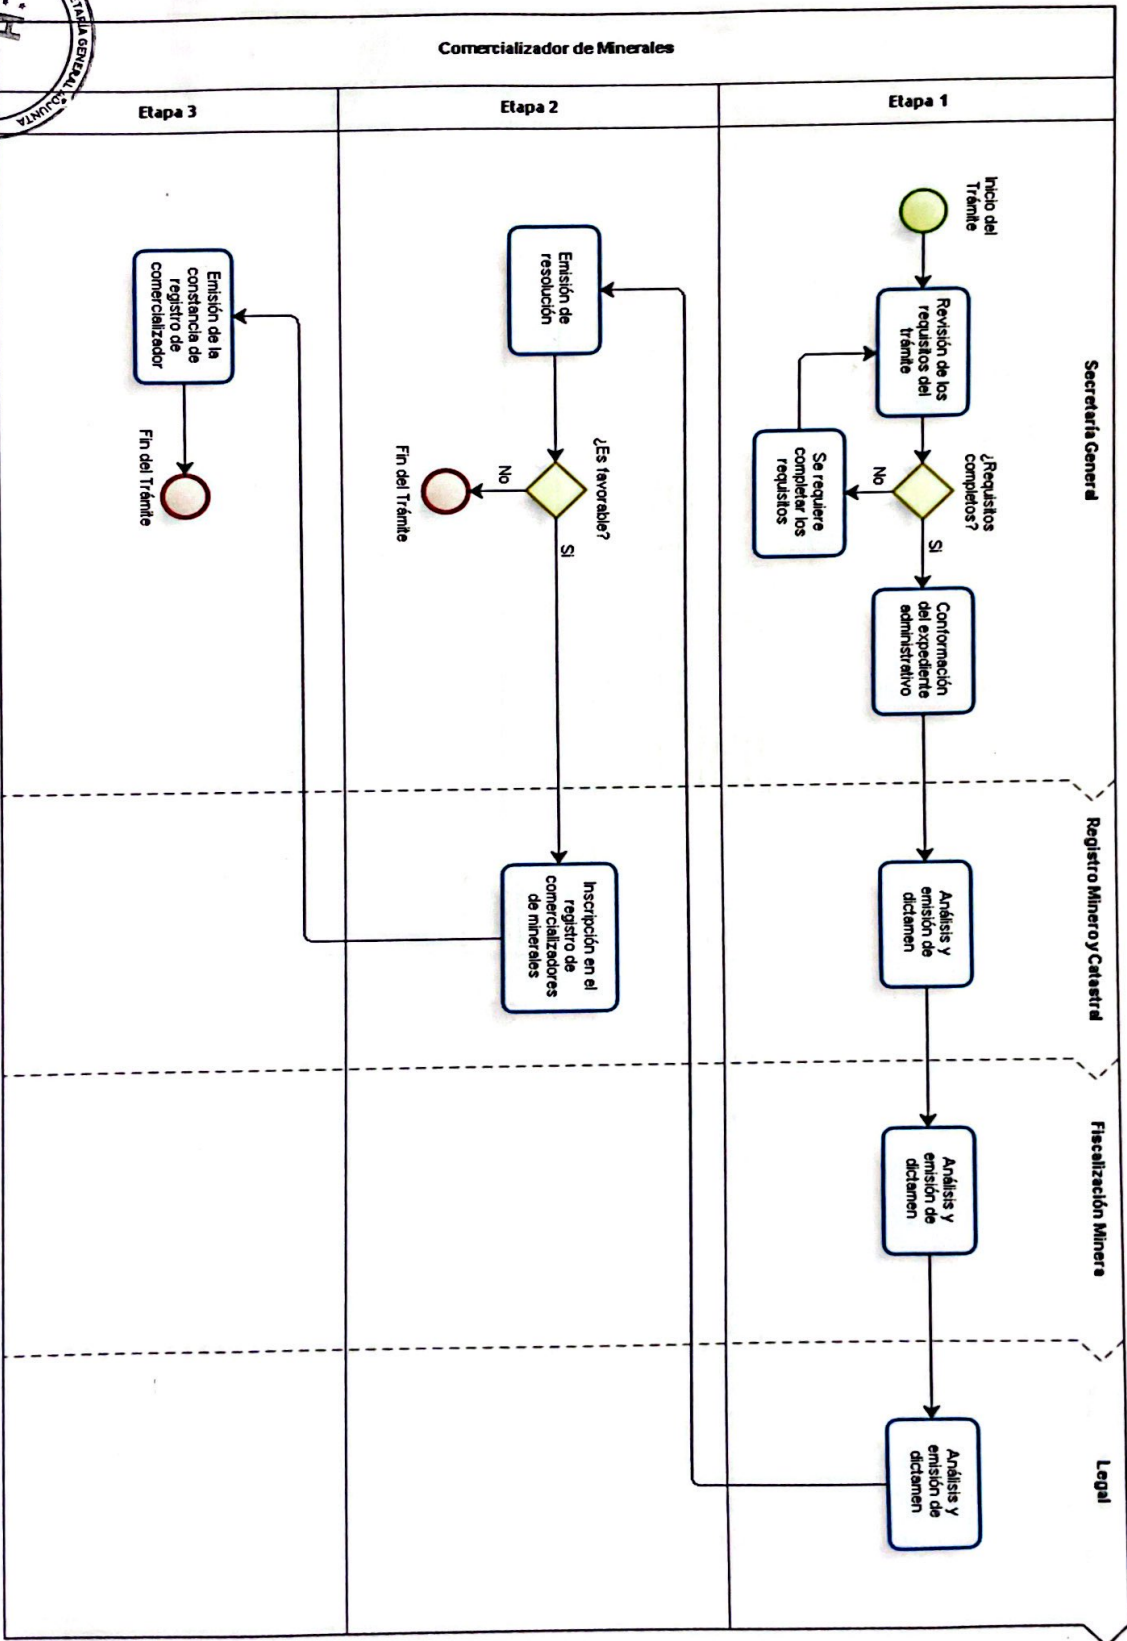 Comercializador de Minerales
Etapa 1
Etapa 2
Etapa 3
Secretaría General
Registro Minero y Catastral
Fiscalización Minera
Legal
Inicio del
Trámite
Revisión de los
requisitos del
trámite
¿Requisitos
completos?
No
Si
Se requiere
completar los
requisitos
Conformación
del expediente
administrativo
Análisis y
emisión de
dictamen
Análisis y
emisión de
dictamen
Análisis y
emisión de
dictamen
Emisión de
resolución
¿Es favorable?
No
Si
Fin del Trámite
Inscripción en el
registro de
comercializadores
de minerales
Emisión de la
constancia de
registro de
comercializador
Fin del Trámite
GENERAL ADJUNTA